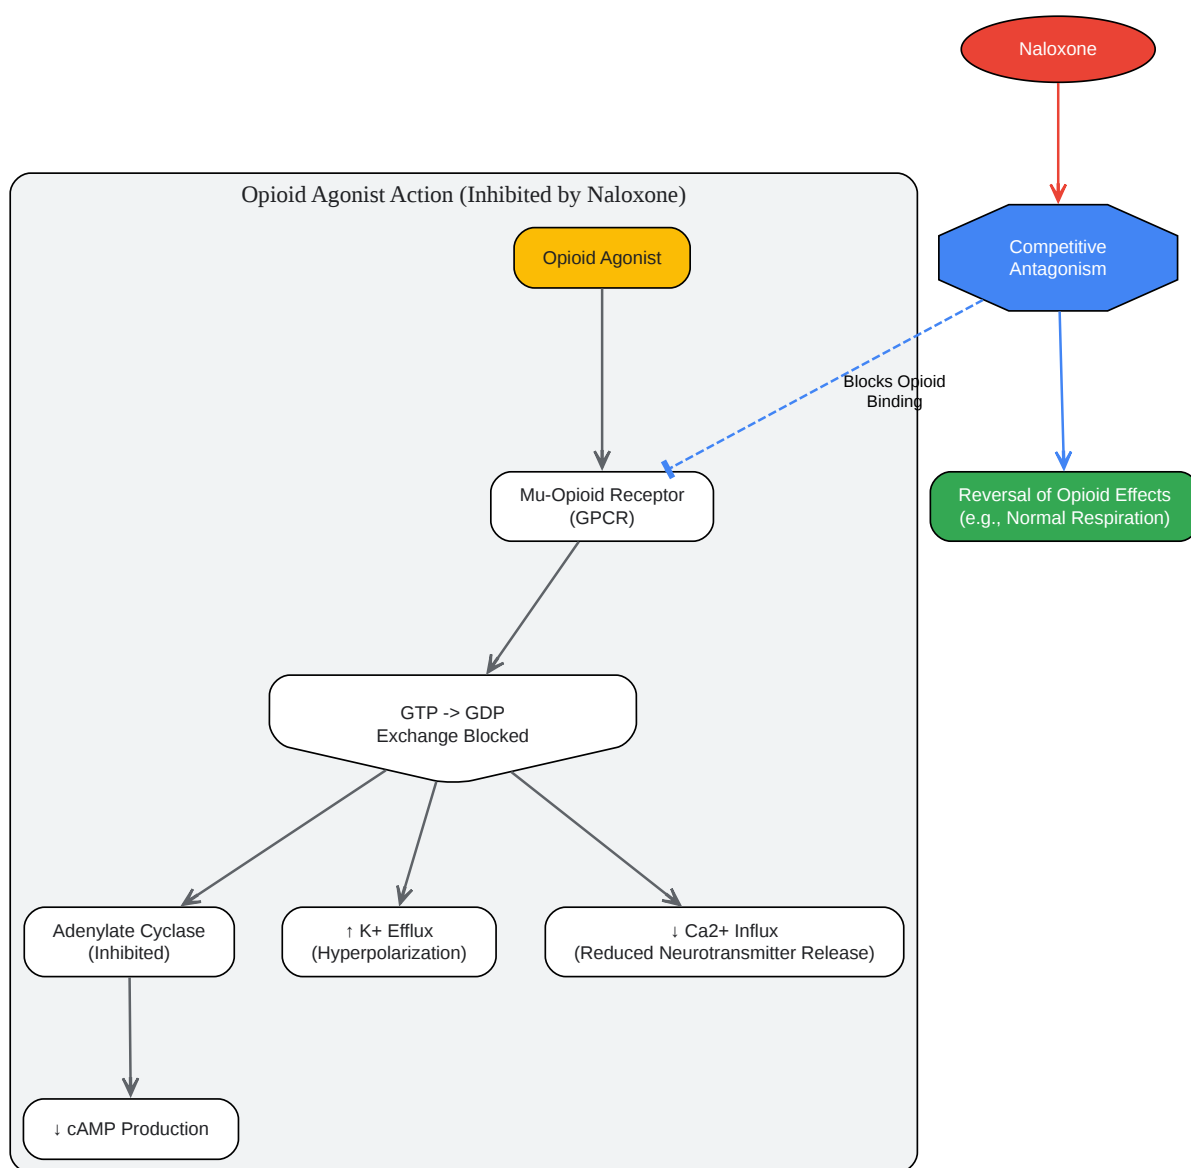 Naloxone
Opioid Agonist Action (Inhibited by Naloxone)
Opioid Agonist
Competitive
Antagonism
Blocks Opioid
Binding
Mu-Opioid Receptor
(GPCR)
Reversal of Opioid Effects
(e.g., Normal Respiration)
GTP -> GDP
Exchange Blocked
Adenylate Cyclase
(Inhibited)
↑ K+ Efflux
(Hyperpolarization)
↓ Ca2+ Influx
(Reduced Neurotransmitter Release)
↓ cAMP Production